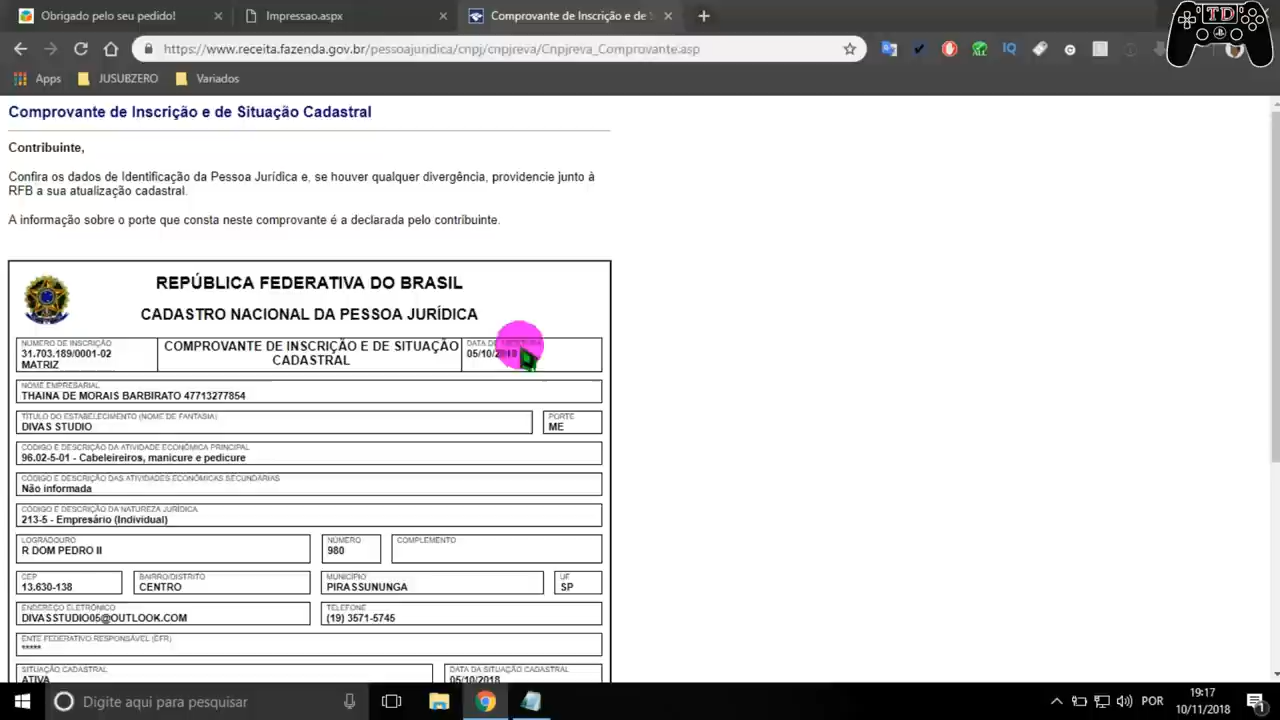 Obrigado pelo seu pedido!
Impressao.aspx
Comprovante de Inscrição e de S
TD
https://www.receita.fazenda.gov.br/pessoajuridica/cnpj/cnpjreva/Cnpjreva_Comprovante.asp
IQ
Apps
JUSUBZERO
Variados
Comprovante de Inscrição e de Situação Cadastral
Contribuinte,
Confira os dados de Identificação da Pessoa Jurídica e, se houver qualquer divergência, providencie junto à
RFB a sua atualização cadastral.
A informação sobre o porte que consta neste comprovante é a declarada pelo contribuinte.
REPÚBLICA FEDERATIVA DO BRASIL
CADASTRO NACIONAL DA PESSOA JURÍDICA
NÚMERO DE INSCRIÇÃO
31.703.189/0001-02
MATRIZ
COMPROVANTE DE INSCRIÇÃO E DE SITUAÇÃO
CADASTRAL
DATA DE
05/10/2018
NOME EMPRESARIAL
THAINA DE MORAIS BARBIRATO 47713277854
TÍTULO DO ESTABELECIMENTO (NOME DE FANTASIA)
DIVAS STUDIO
PORTE
ME
CÓDIGO E DESCRIÇÃO DA ATIVIDADE ECONÔMICA PRINCIPAL
96.02-5-01 - Cabeleireiros, manicure e pedicure
CÓDIGO E DESCRIÇÃO DAS ATIVIDADES ECONÔMICAS SECUNDÁRIAS
Não informada
CÓDIGO E DESCRIÇÃO DA NATUREZA JURÍDICA
213-5 - Empresário (Individual)
LOGRADOURO
R DOM PEDRO II
NÚMERO
980
COMPLEMENTO
CEP
13.630-138
BAIRRO/DISTRITO
CENTRO
MUNICÍPIO
PIRASSUNUNGA
UF
SP
ENDEREÇO ELETRÔNICO
DIVASSTUDIO05@OUTLOOK.COM
TELEFONE
(19) 3571-5745
ENTE FEDERATIVO RESPONSÁVEL (EFR)
*****
SITUAÇÃO CADASTRAL
ATIVA
DATA DA SITUAÇÃO CADASTRAL
05/10/2018
Digite aqui para pesquisar
POR
19:17
10/11/2018
1